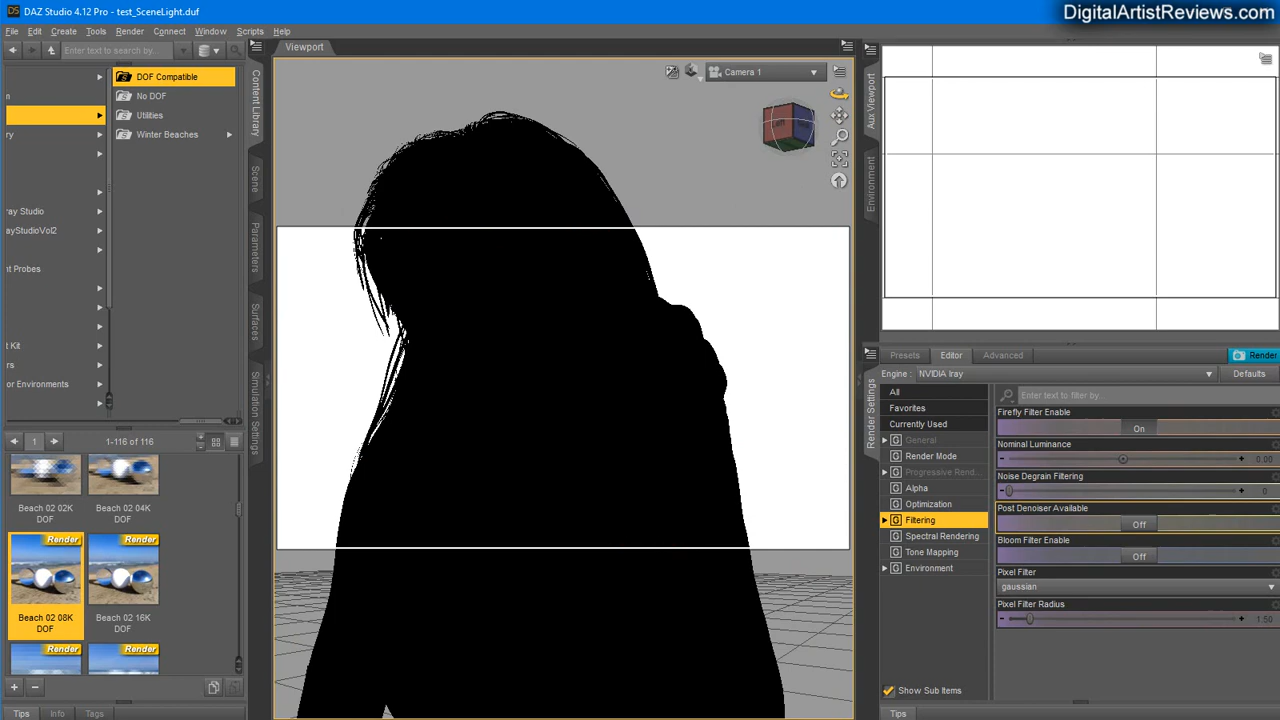 DAZ Studio 4.12 Pro - test_SceneLight.duf
DigitalArtistReviews.com
File Edit Create Tools Render Connect Window Scripts Help
Enter text to search by...
DOF Compatible
No DOF
Utilities
Winter Beaches
ray Studio
ayStudioVol2
nt Probes
t Kit
rs
or Environments
1
1-116 of 116
Beach 02 02K
DOF
Beach 02 04K
DOF
Render
Render
Beach 02 08K
DOF
Beach 02 16K
DOF
Render
Render
Tips Info Tags
Content Library
Scene
Parameters
Surfaces
Simulation Settings
Viewport
Camera 1
Aux Viewport
Environment
Render Settings
Presets Editor Advanced
Render
Engine : NVIDIA Iray
Defaults
All
Favorites
Currently Used
General
Render Mode
Progressive Rend...
Alpha
Optimization
Filtering
Spectral Rendering
Tone Mapping
Environment
Show Sub Items
Enter text to filter by...
Firefly Filter Enable
On
Nominal Luminance
0.00
Noise Degrain Filtering
0
Post Denoiser Available
Off
Bloom Filter Enable
Off
Pixel Filter
gaussian
Pixel Filter Radius
1.50
Tips